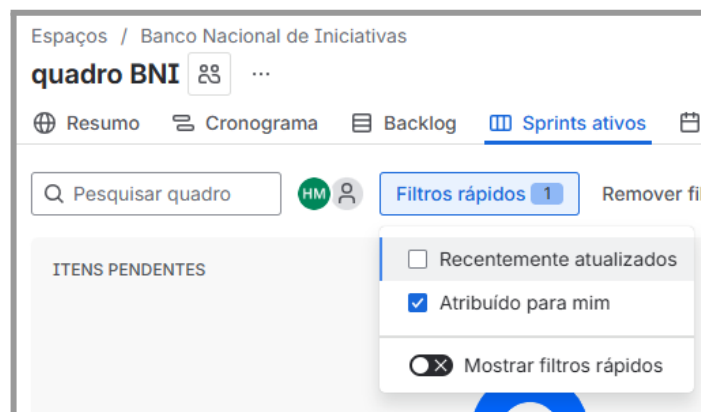 Espaços / Banco Nacional de Iniciativas
quadro BNI
Resumo Cronograma Backlog Sprints ativos
Pesquisar quadro HM Filtros rápidos 1 Remover
ITENS PENDENTES
Recentemente atualizados
Atribuído para mim
Mostrar filtros rápidos